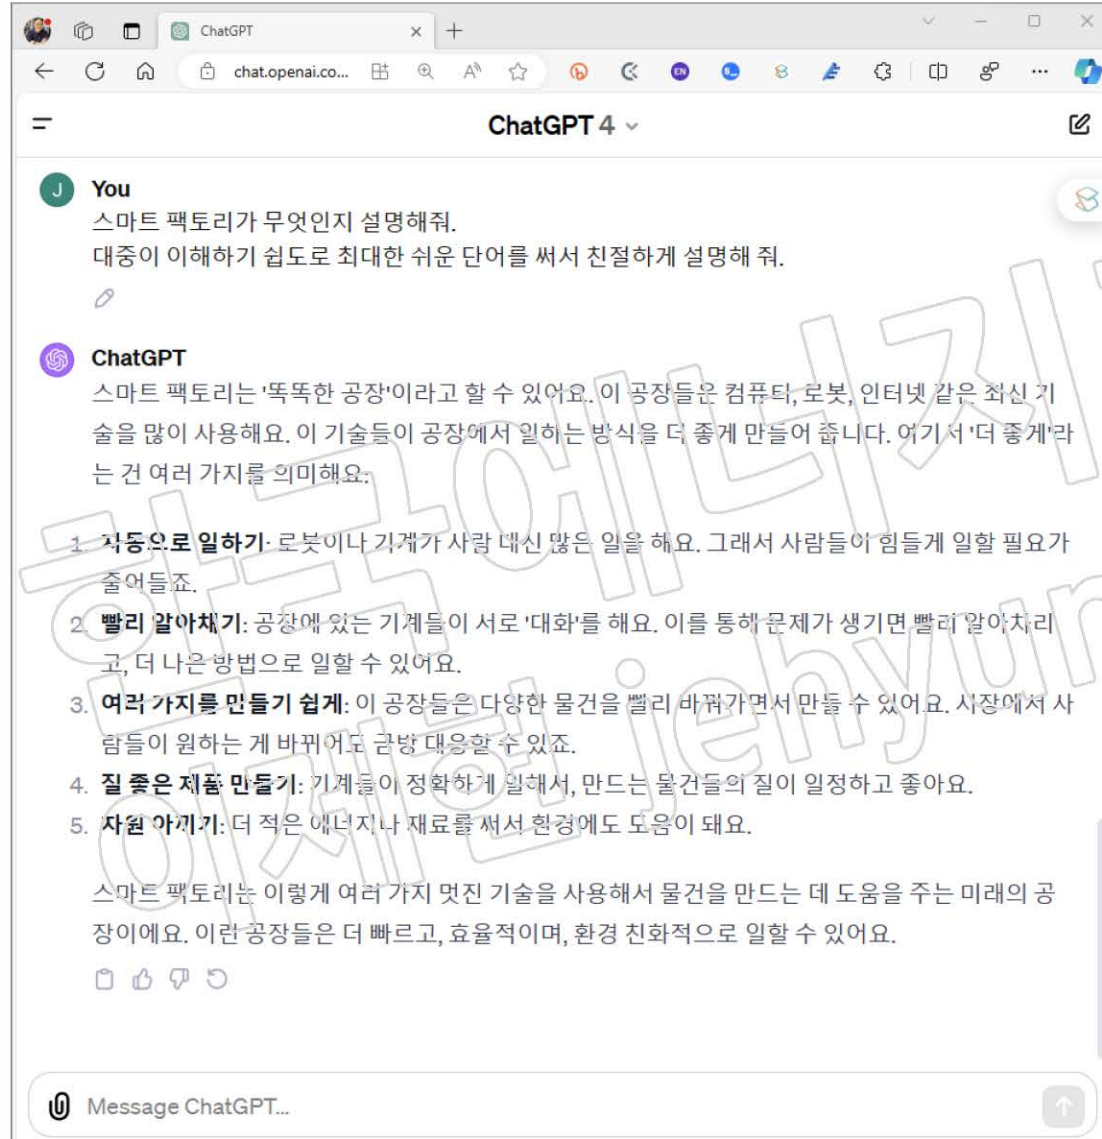 ChatGPT
chat.openai.co...
EN
ChatGPT 4
J
You
스마트 팩토리가 무엇인지 설명해줘.
대중이 이해하기 쉽도로 최대한 쉬운 단어를 써서 친절하게 설명해 줘.
ChatGPT
스마트 팩토리는 '똑똑한 공장'이라고 할 수 있어요. 이 공장들은 컴퓨터, 로봇, 인터넷 같은 최신 기
술을 많이 사용해요. 이 기술들이 공장에서 일하는 방식을 더 좋게 만들어 줍니다. 여기서 '더 좋게'라
는 건 여러 가지를 의미해요:
1. 자동으로 일하기: 로봇이나 기계가 사람 대신 많은 일을 해요. 그래서 사람들이 힘들게 일할 필요가
줄어들죠.
2. 빨리 알아채기: 공장에 있는 기계들이 서로 '대화'를 해요. 이를 통해 문제가 생기면 빨리 알아차리
고, 더 나은 방법으로 일할 수 있어요.
3. 여러 가지를 만들기 쉽게: 이 공장들은 다양한 물건을 빨리 바꿔가면서 만들 수 있어요. 시장에서 사
람들이 원하는 게 바뀌어도 금방 대응할 수 있죠.
4. 질 좋은 제품 만들기: 기계들이 정확하게 일해서, 만드는 물건들의 질이 일정하고 좋아요.
5. 자원 아끼기: 더 적은 에너지나 재료를 써서 환경에도 도움이 돼요.
스마트 팩토리는 이렇게 여러 가지 멋진 기술을 사용해서 물건을 만드는 데 도움을 주는 미래의 공
장이에요. 이런 공장들은 더 빠르고, 효율적이며, 환경 친화적으로 일할 수 있어요.
Message ChatGPT...
한국에너지
이제현 jehyun